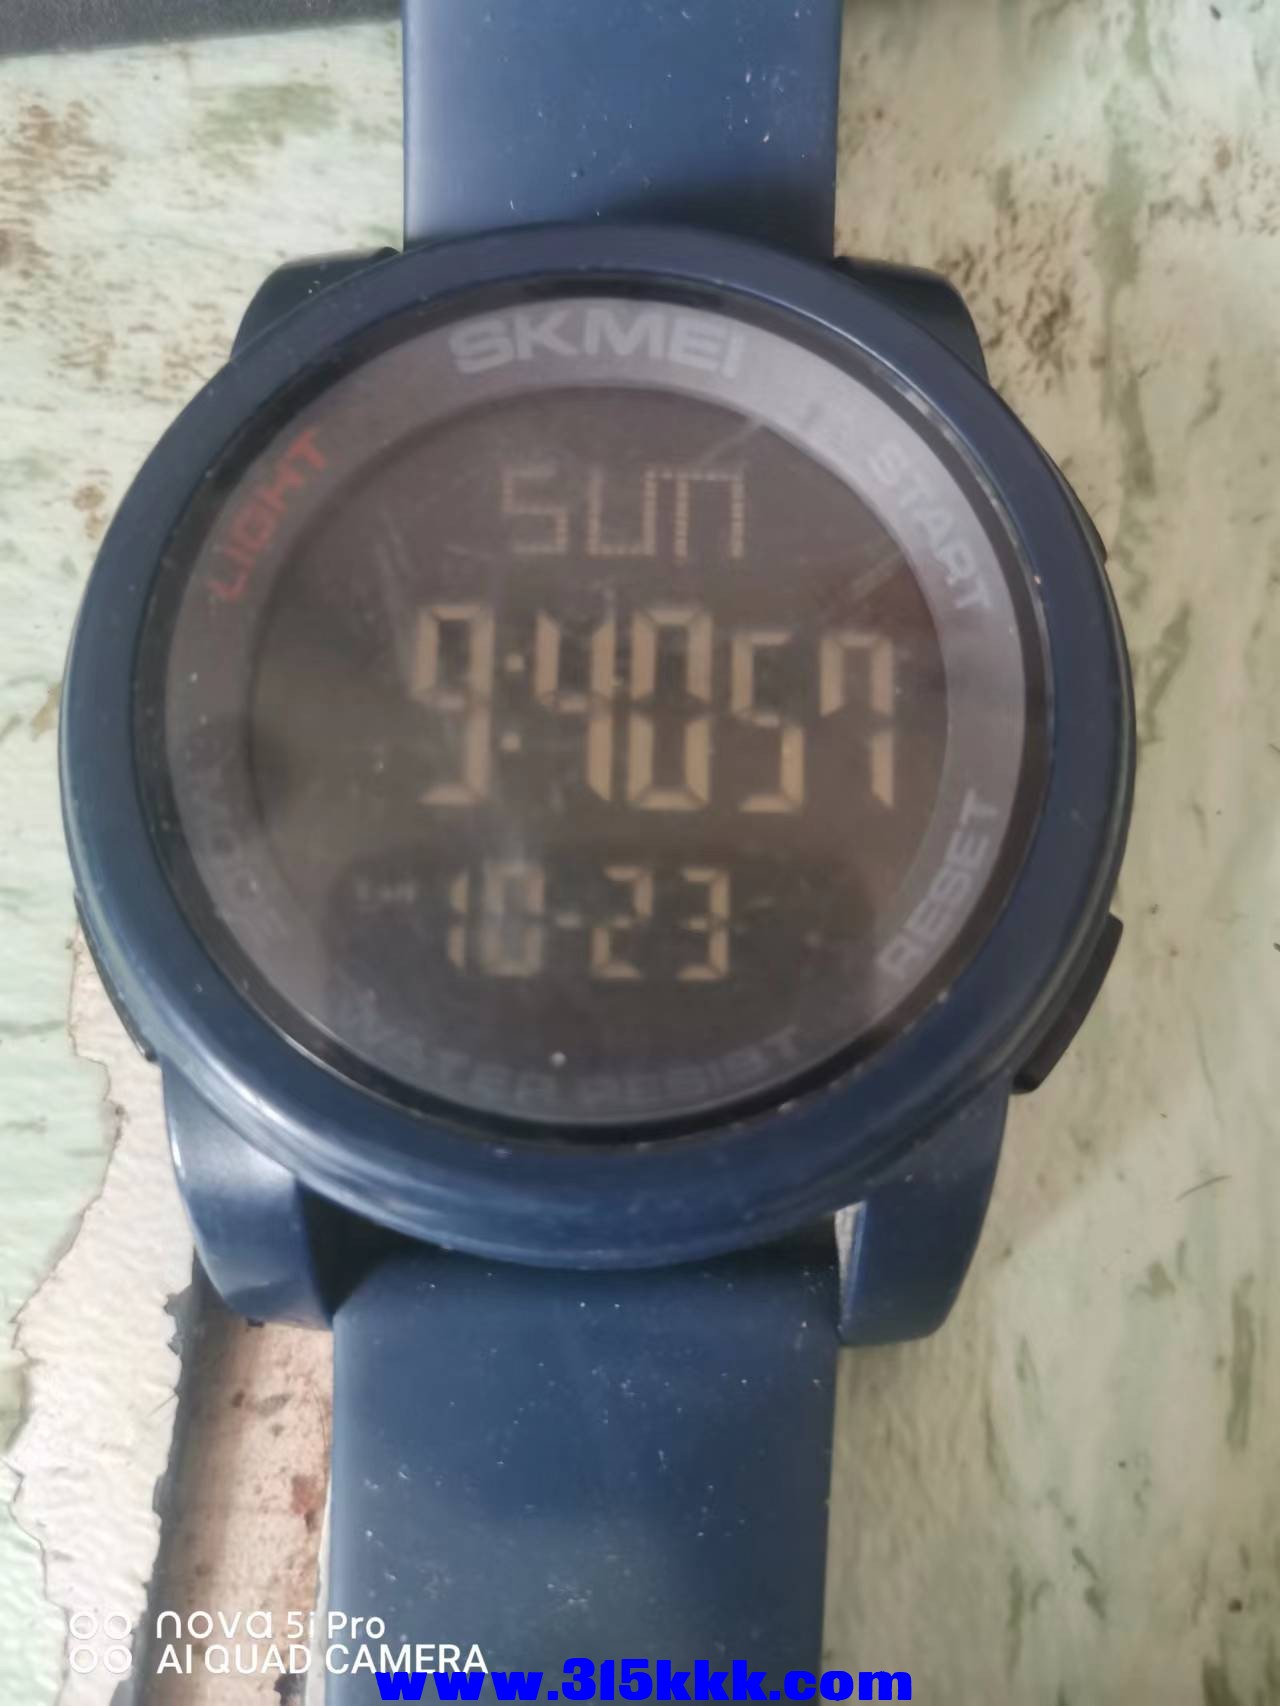 SKMEI
LIGHT
START
SUN
9:40 57
10-23
MODE
RESET
WATER RESIST
nova 5i Pro
AI QUAD CAMERA
www.315kkk.com